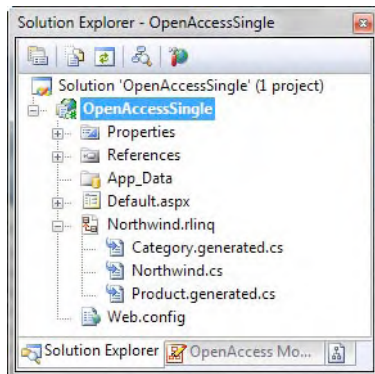 Solution Explorer - OpenAccessSingle
Solution 'OpenAccessSingle' (1 project)
OpenAccessSingle
Properties
References
App_Data
Default.aspx
Northwind.rlinq
Category.generated.cs
Northwind.cs
Product.generated.cs
Web.config
Solution Explorer OpenAccess Mo...